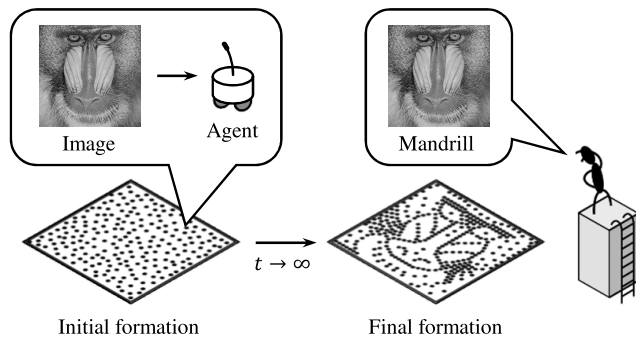 Image
Agent
Mandrill
t → ∞
Initial formation
Final formation